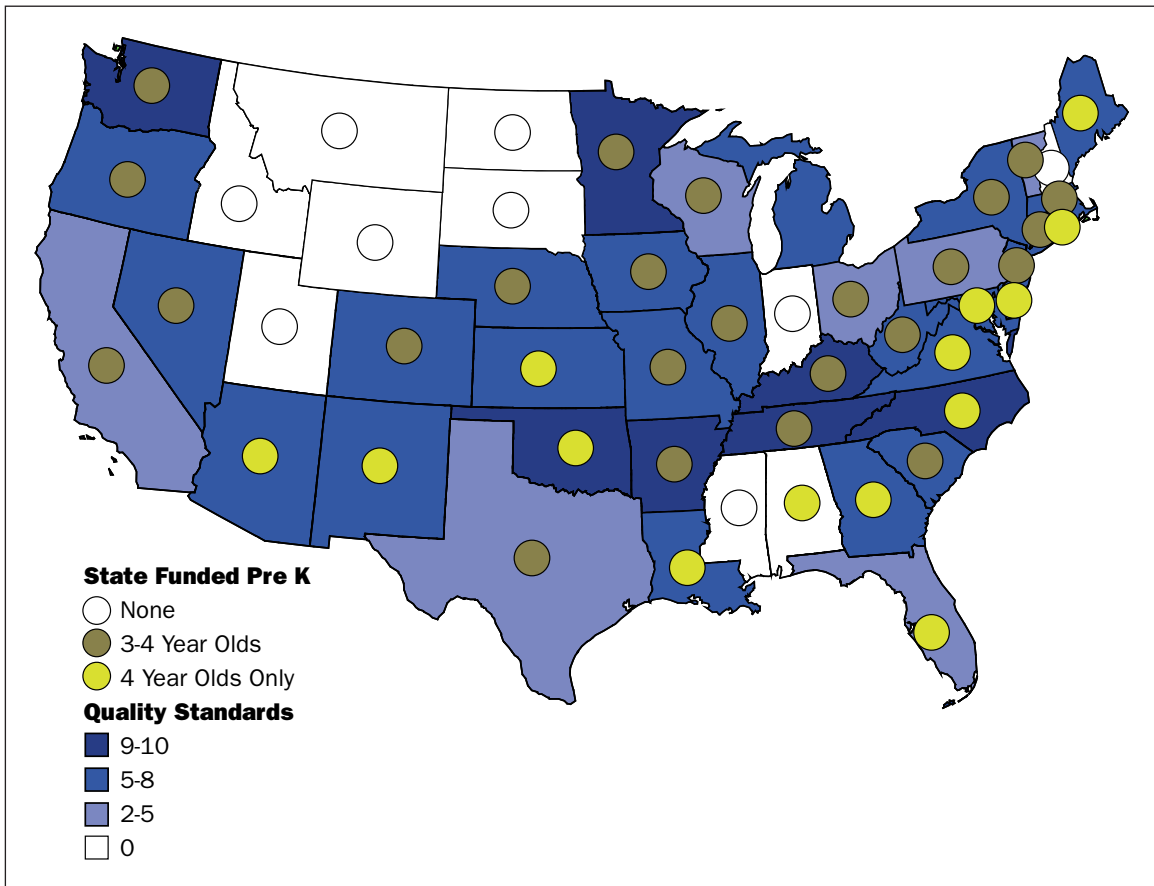 State Funded Pre K
None
3-4 Year Olds
4 Year Olds Only
Quality Standards
9-10
5-8
2-5
0